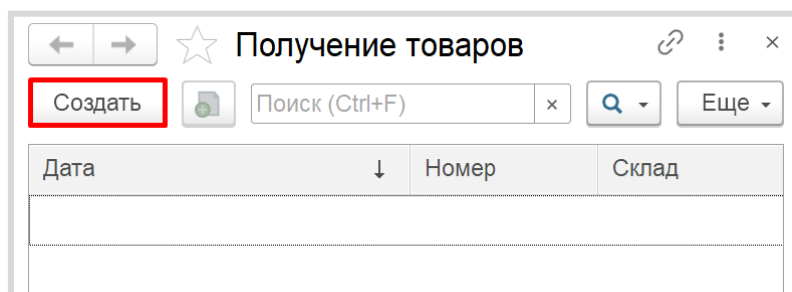 Получение товаров
Создать Поиск (Ctrl+F) Еще
Дата Номер Склад